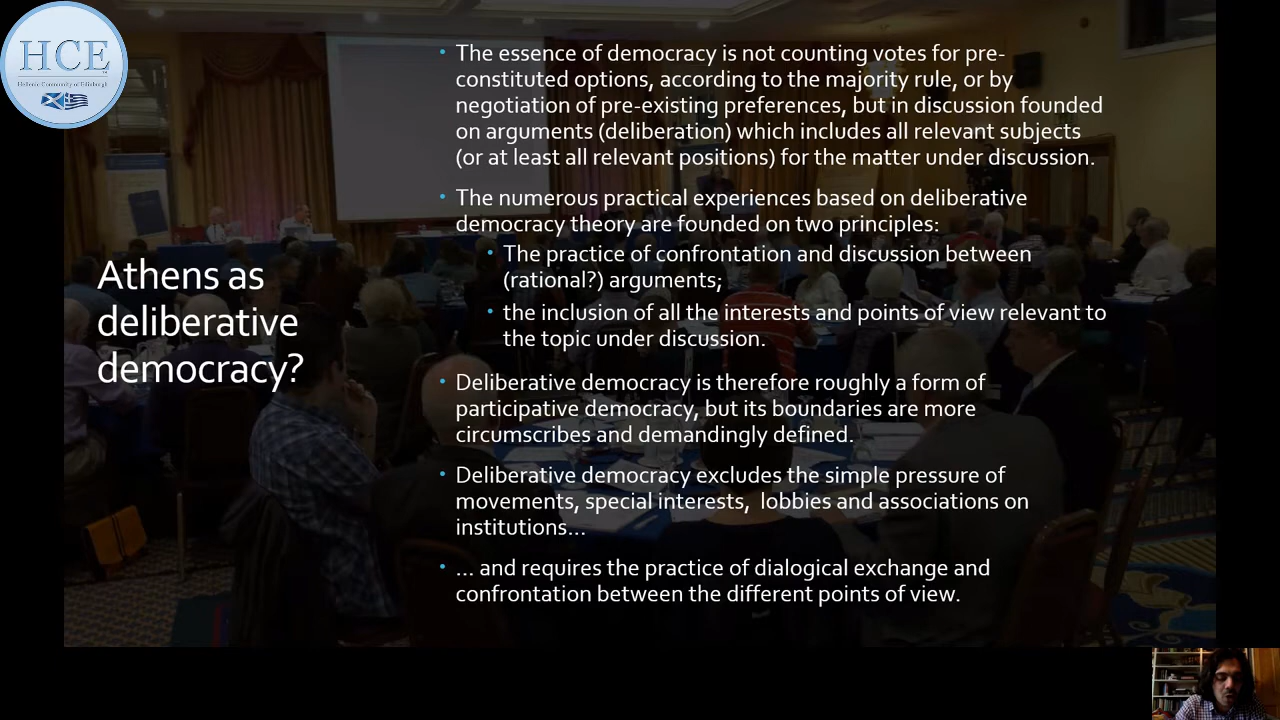 HCE
Hellenic Community of Edinburgh
Athens as
deliberative
democracy?
• The essence of democracy is not counting votes for pre-
constituted options, according to the majority rule, or by
negotiation of pre-existing preferences, but in discussion founded
on arguments (deliberation) which includes all relevant subjects
(or at least all relevant positions) for the matter under discussion.
• The numerous practical experiences based on deliberative
democracy theory are founded on two principles:
• The practice of confrontation and discussion between
(rational?) arguments;
• the inclusion of all the interests and points of view relevant to
the topic under discussion.
• Deliberative democracy is therefore roughly a form of
participative democracy, but its boundaries are more
circumscribes and demandingly defined.
• Deliberative democracy excludes the simple pressure of
movements, special interests,  lobbies and associations on
institutions...
• ... and requires the practice of dialogical exchange and
confrontation between the different points of view.